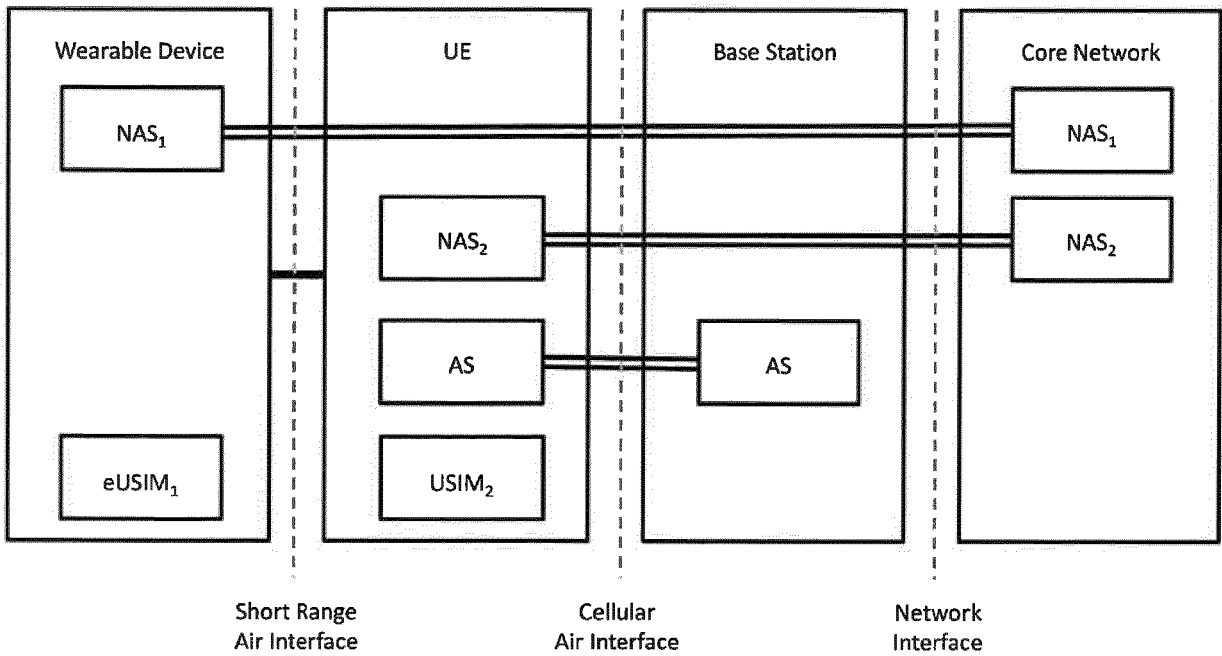 Wearable Device
UE
Base Station
Core Network
NAS₁
NAS₁
NAS₂
NAS₂
AS
AS
eUSIM₁
USIM₂
Short Range
Air Interface
Cellular
Air Interface
Network
Interface